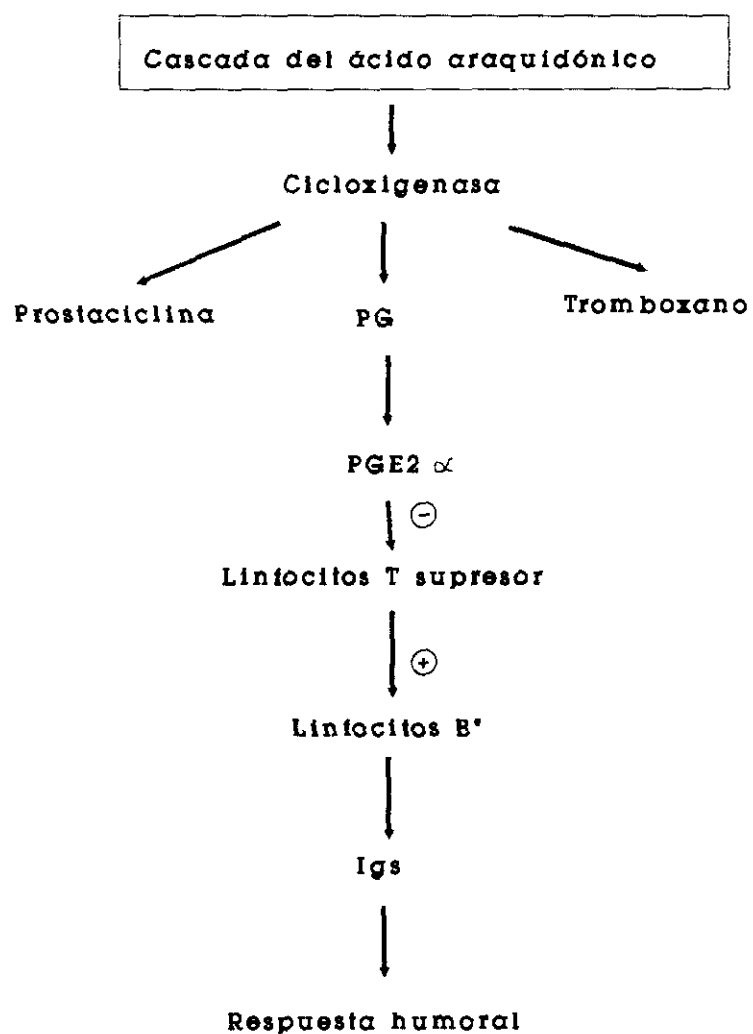 Cascada del ácido araquidónico
Cicloxigenasa
Prostaciclina PG Tromboxano
PGE2 α
−
Linfocitos T supresor
+
Linfocitos B*
Igs
Respuesta humoral